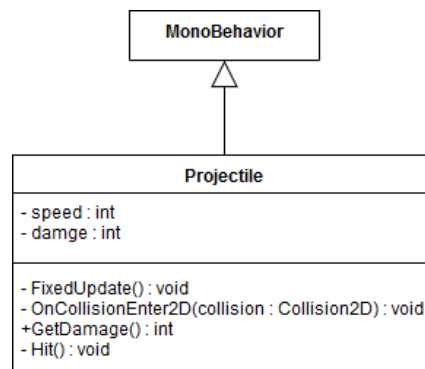 MonoBehavior
Projectile
- speed : int
- damge : int
- FixedUpdate() : void
- OnCollisionEnter2D(collision : Collision2D) : void
+GetDamage() : int
- Hit() : void